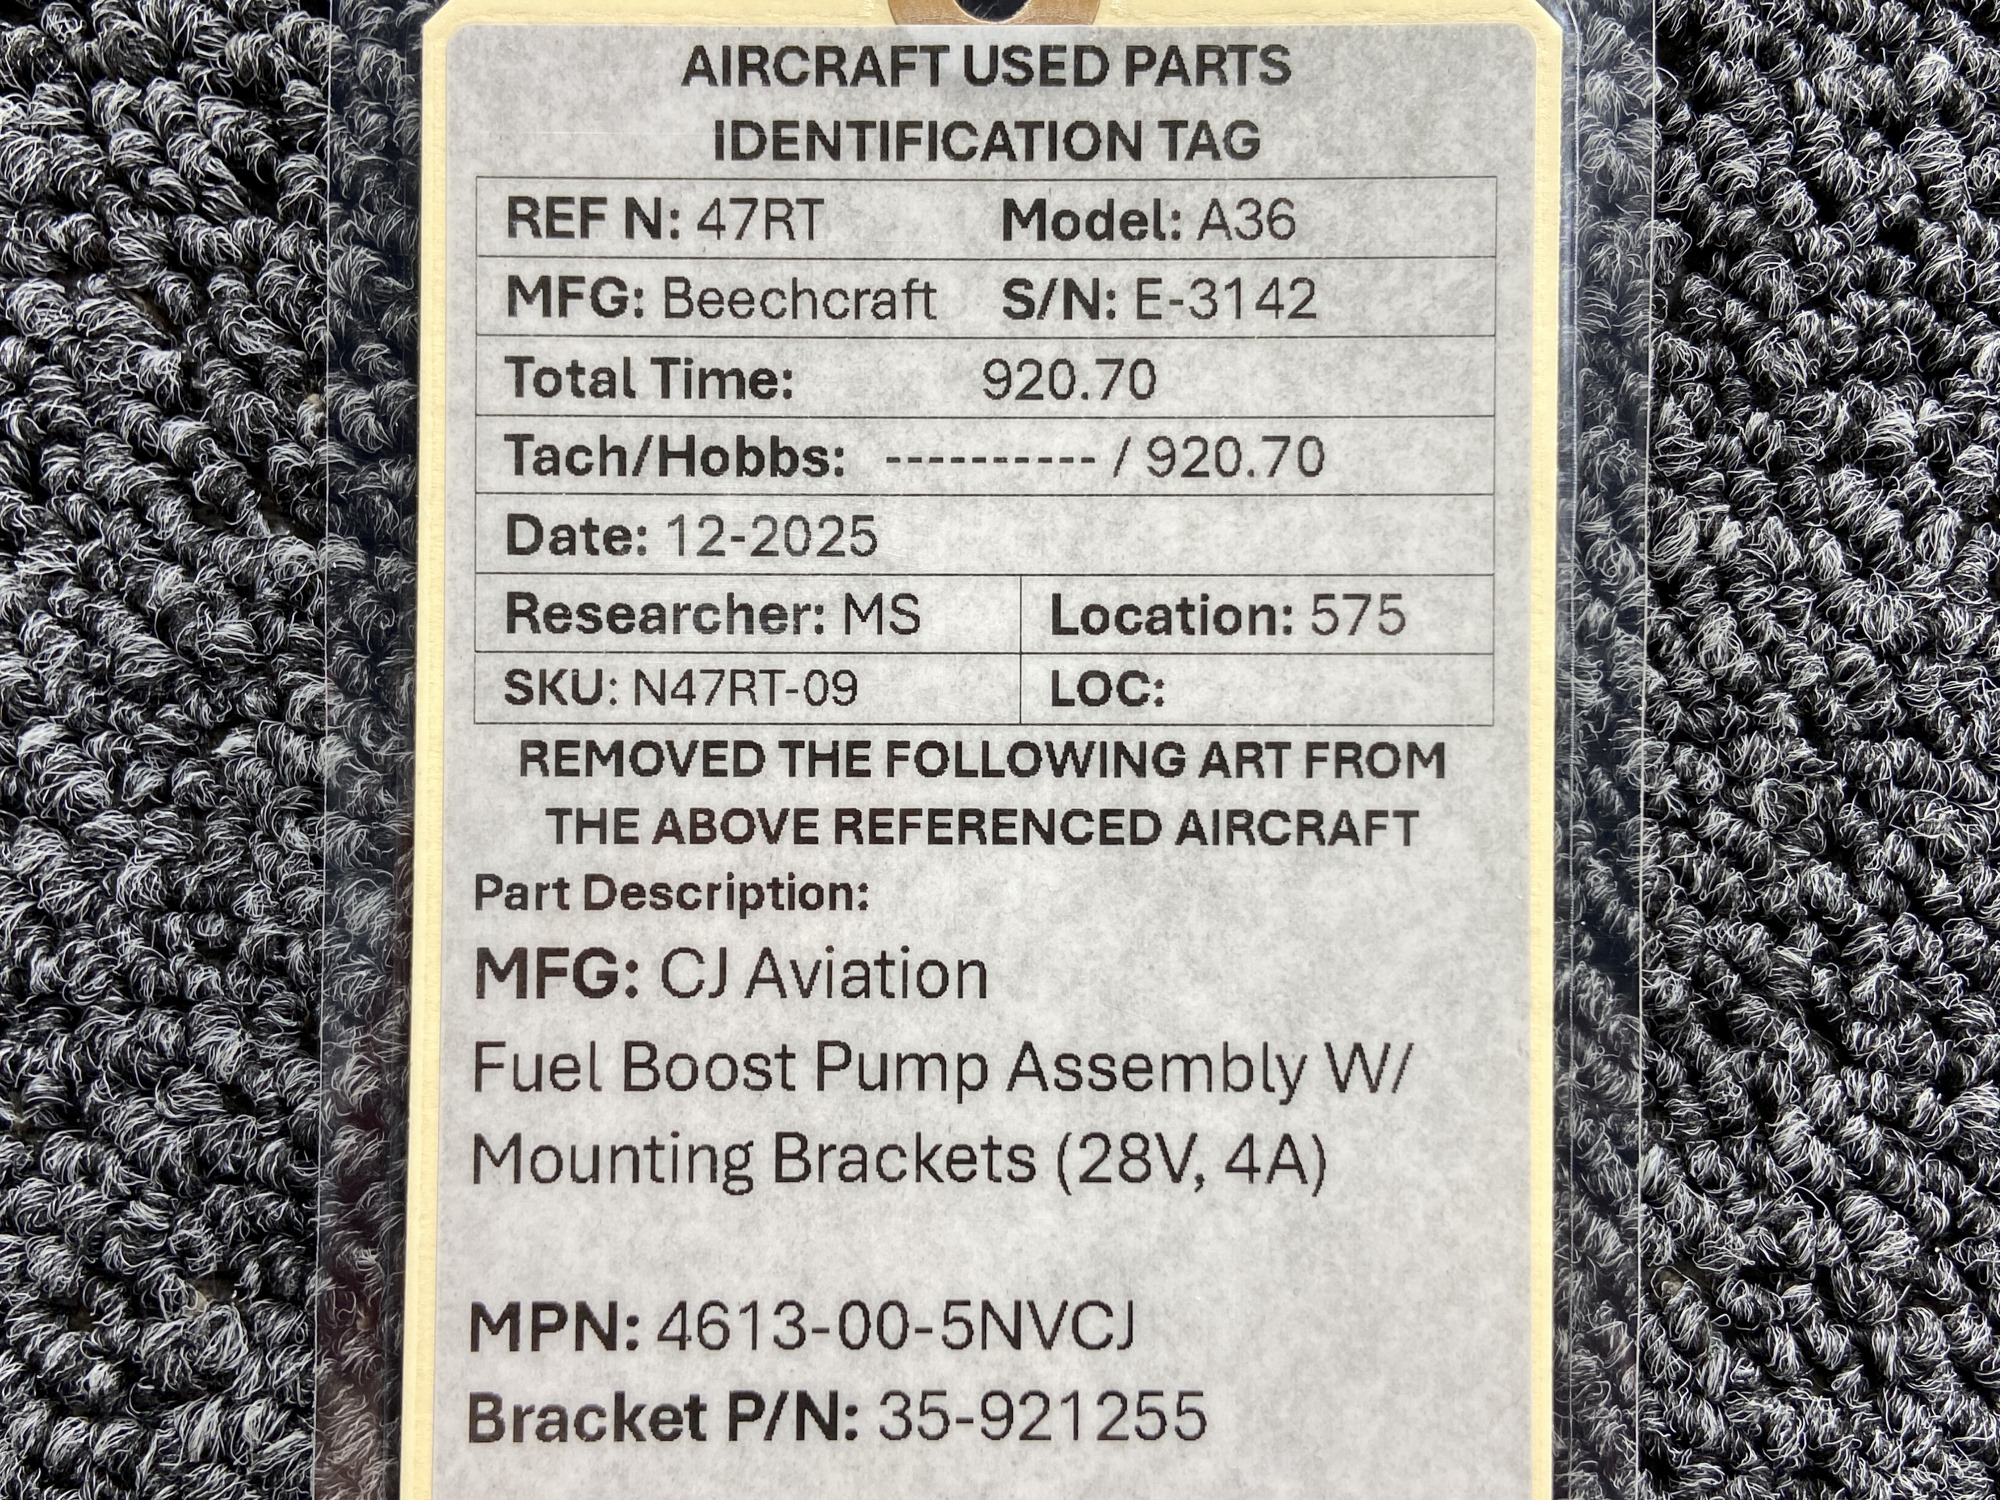 AIRCRAFT USED PARTS
IDENTIFICATION TAG
REF N: 47RT Model: A36
MFG: Beechcraft S/N: E-3142
Total Time: 920.70
Tach/Hobbs: ---------- / 920.70
Date: 12-2025
Researcher: MS Location: 575
SKU: N47RT-09 LOC:
REMOVED THE FOLLOWING ART FROM
THE ABOVE REFERENCED AIRCRAFT
Part Description:
MFG: CJ Aviation
Fuel Boost Pump Assembly W/
Mounting Brackets (28V, 4A)
MPN: 4613-00-5NVCJ
Bracket P/N: 35-921255